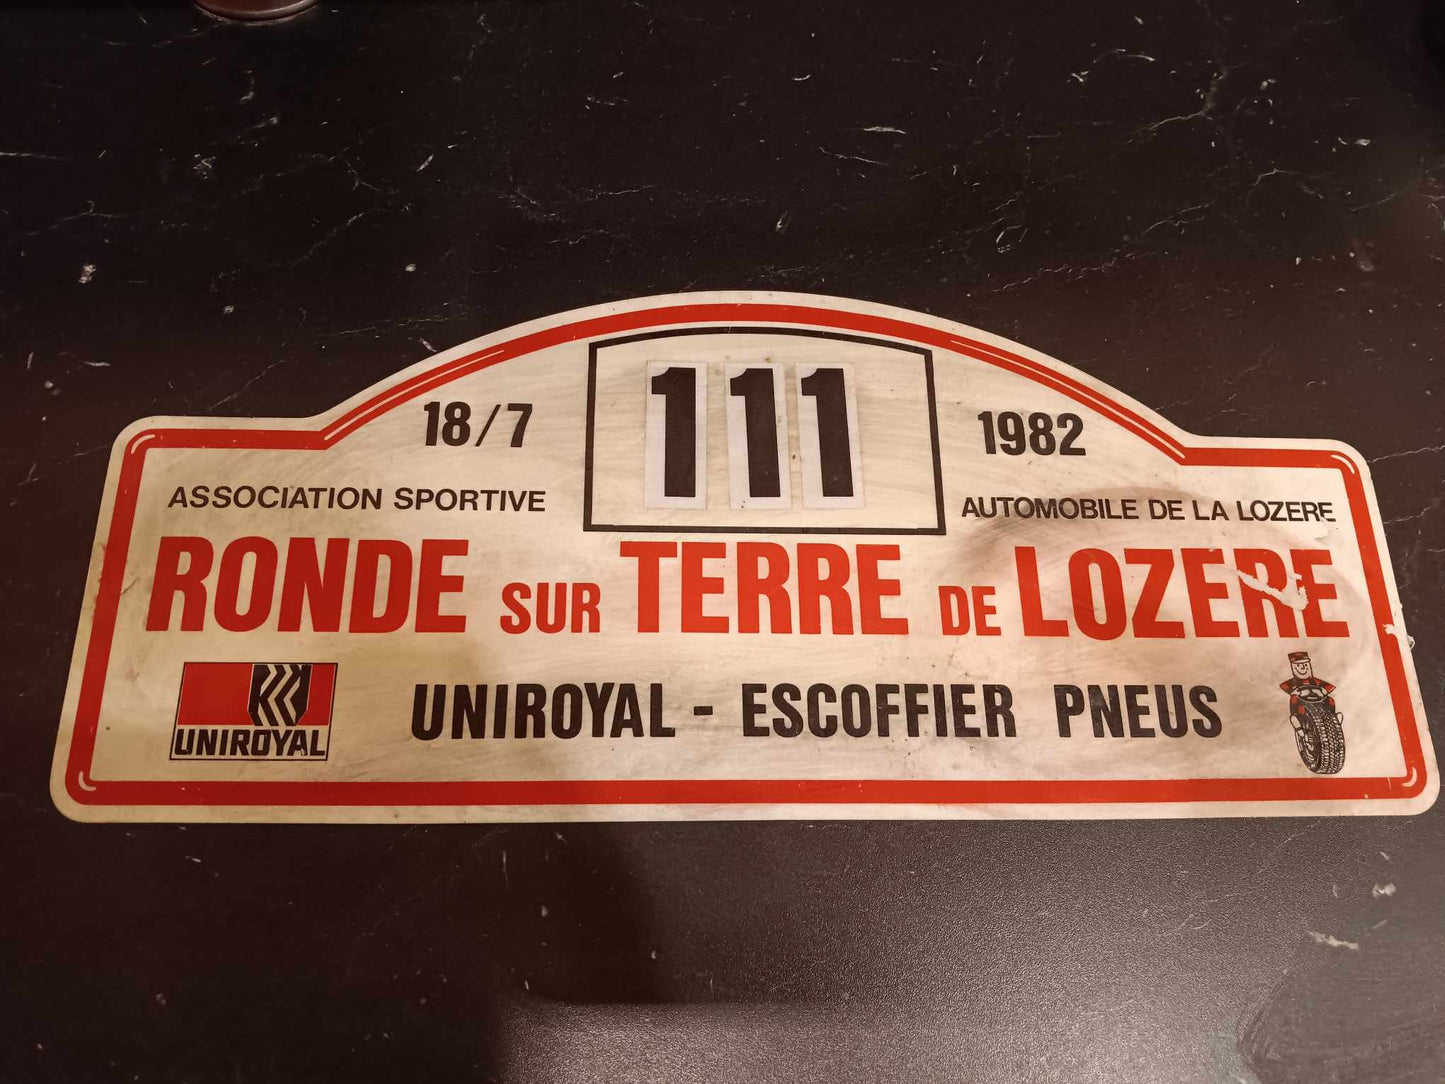 111
18/7 1982
ASSOCIATION SPORTIVE AUTOMOBILE DE LA LOZERE
RONDE SUR TERRE DE LOZERE
UNIROYAL
UNIROYAL - ESCOFFIER PNEUS